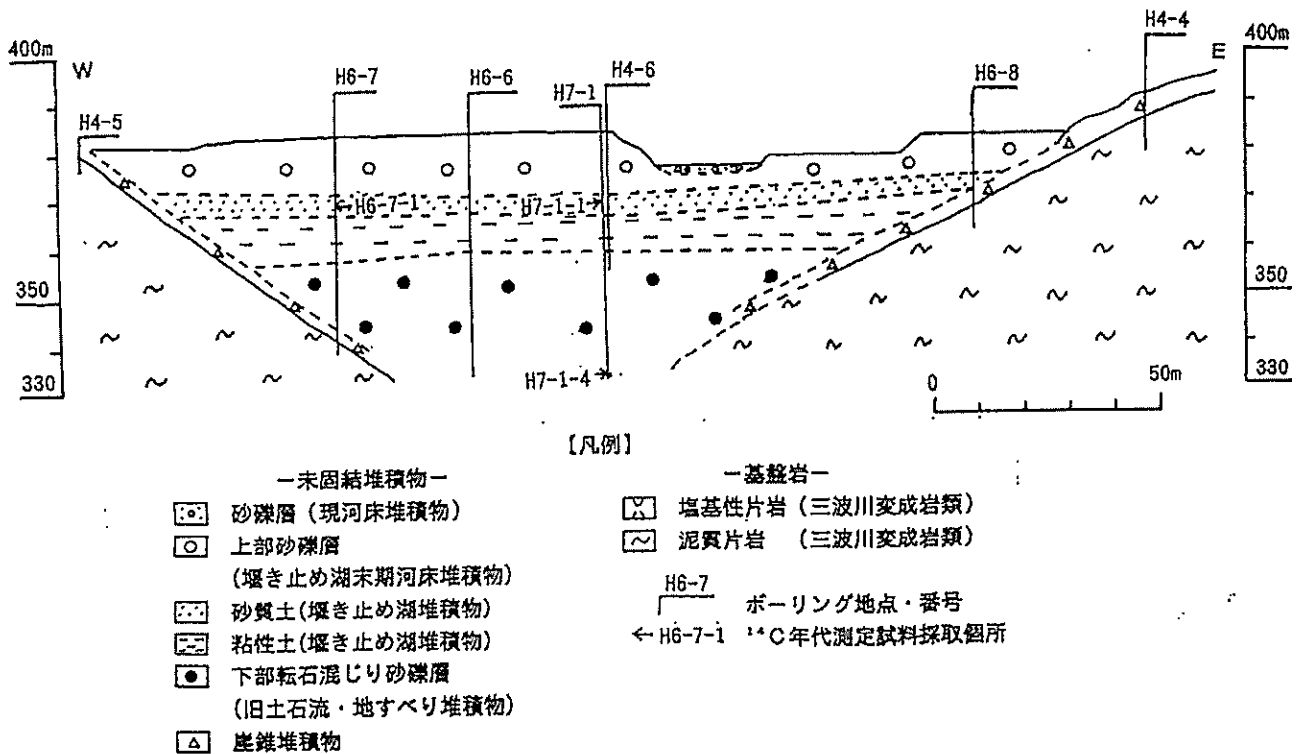 400m
W
H4-5
H6-7
H6-6
H7-1
H4-6
H6-8
H4-4
E
400m
←H6-7-1
H7-1-1→
350
350
330
H7-1-4→
330
0
50m
【凡例】
－未固結堆積物－
砂礫層（現河床堆積物）
上部砂礫層
(堰き止め湖末期河床堆積物)
砂質土(堰き止め湖堆積物)
粘性土(堰き止め湖堆積物)
下部転石混じり砂礫層
(旧土石流・地すべり堆積物)
崖錐堆積物
－基盤岩－
塩基性片岩（三波川変成岩類）
泥質片岩　（三波川変成岩類）
H6-7
ボーリング地点・番号
←H6-7-1 ¹⁴C年代測定試料採取個所